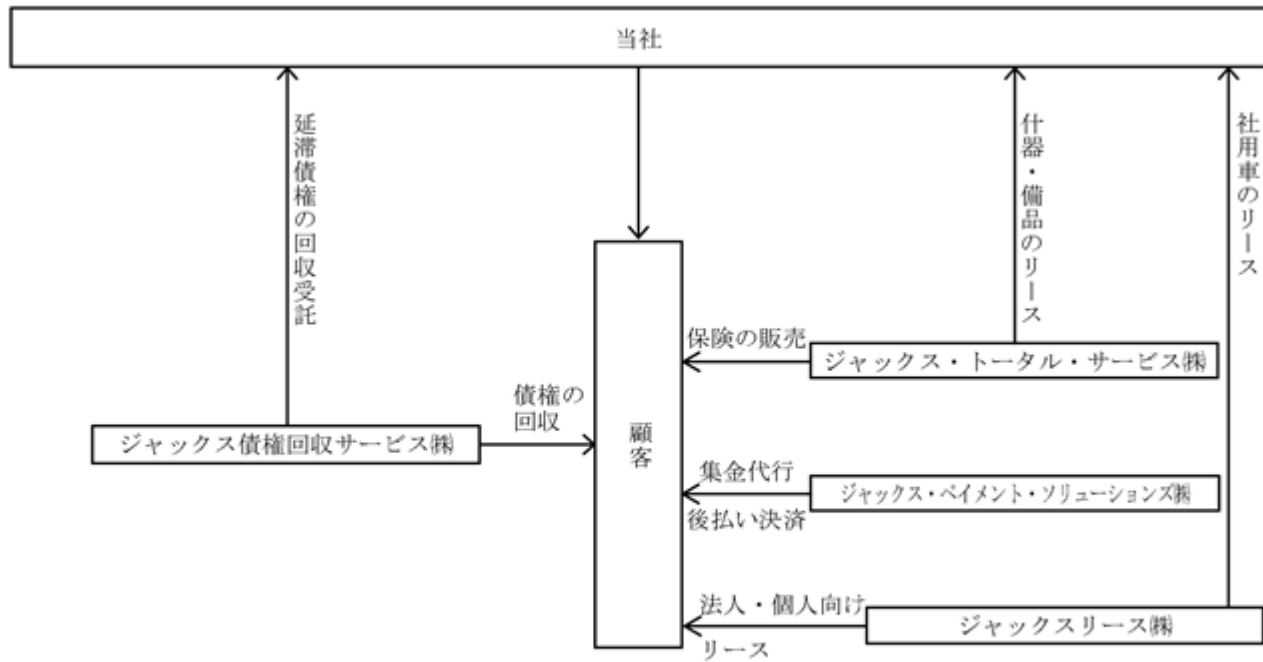 当社
延滞債権の回収受託
什器・備品のリース
社用車のリース
保険の販売
ジャックス・トータル・サービス㈱
債権の
回収
ジャックス債権回収サービス㈱
顧客
集金代行
後払い決済
ジャックス・ペイメント・ソリューションズ㈱
法人・個人向け
リース
ジャックスリース㈱